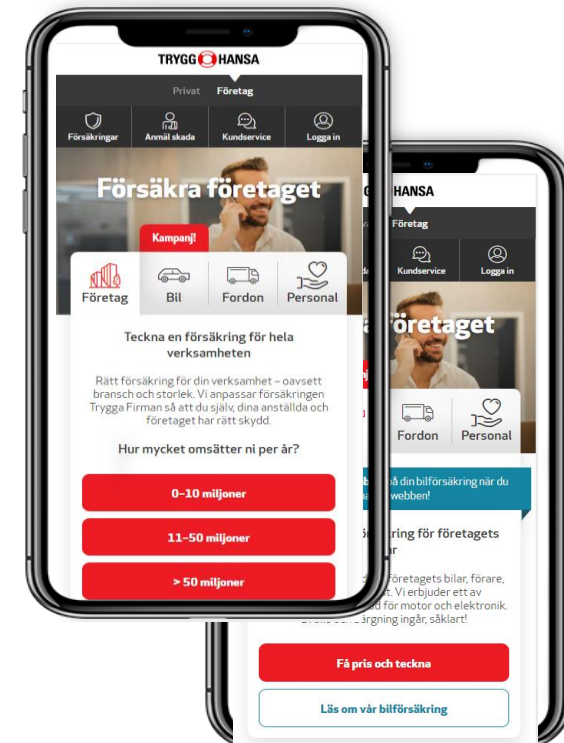 TRYGG HANSA
Privat Företag
Försäkringar Anmäl skada Kundservice Logga in
Försäkra företaget
Kampanj!
Företag Bil Fordon Personal
Teckna en försäkring för hela
verksamheten
Rätt försäkring för din verksamhet – oavsett
bransch och storlek. Vi anpassar försäkringen
Trygga Firman så att du själv, dina anställda och
företaget har rätt skydd.
Hur mycket omsätter ni per år?
0–10 miljoner
11–50 miljoner
> 50 miljoner
HANSA
Företag
Kundservice Logga in
öretaget
Fordon Personal
på din bilförsäkring när du
webben!
för företagets
företagets bilar, förare,
Vi erbjuder ett av
för motor och elektronik.
bärgning ingår, såklart!
Få pris och teckna
Läs om vår bilförsäkring